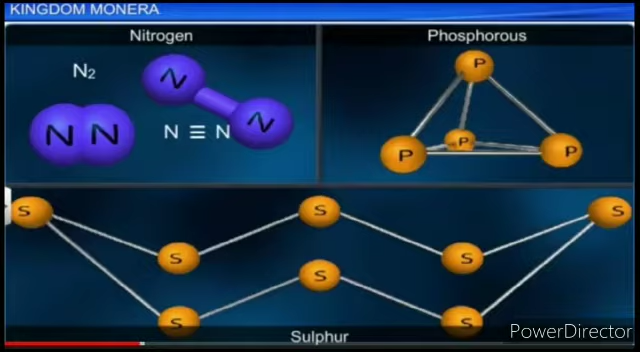 KINGDOM MONERA
Nitrogen
N₂
N
N
N N
N ≡ N
Phosphorous
P
P
P
P
S
S
S
S
S
S
S
S
Sulphur
PowerDirector